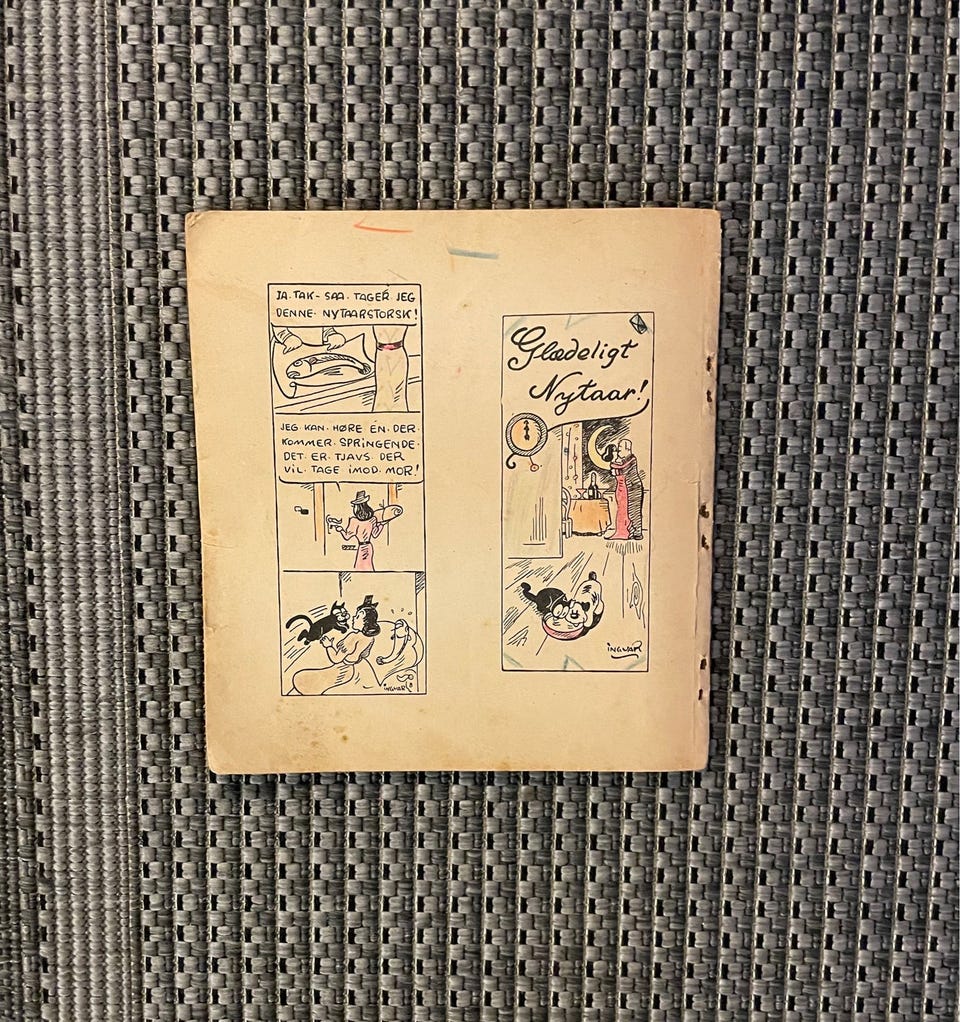 JA·TAK- SAA· TAGER· JEG
DENNE· NYTAARSTORSK!
JEG· KAN· HØRE· ÉN· DER·
KOMMER· SPRINGENDE·
DET· ER· TJAVS· DER
VIL· TAGE· IMOD· MOR!
INGVAR
Glædeligt
Nytaar!
INGVAR